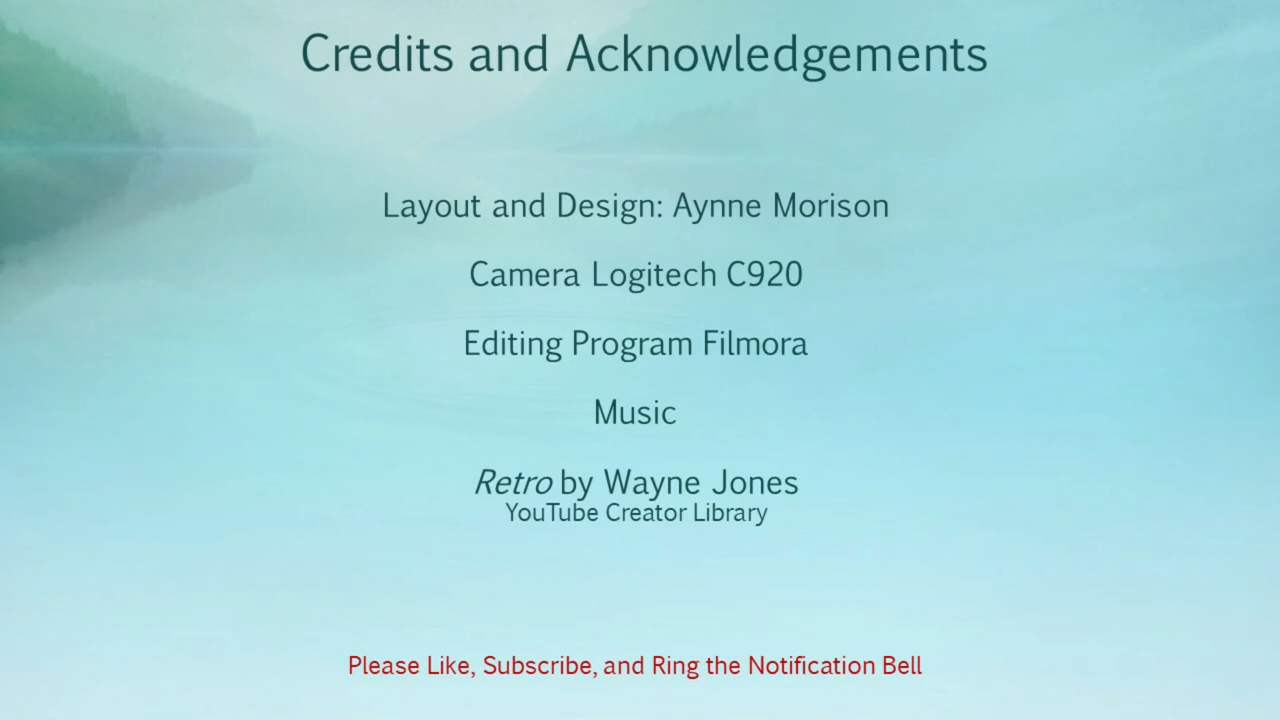 Credits and Acknowledgements
Layout and Design: Aynne Morison
Camera Logitech C920
Editing Program Filmora
Music
Retro by Wayne Jones
YouTube Creator Library
Please Like, Subscribe, and Ring the Notification Bell